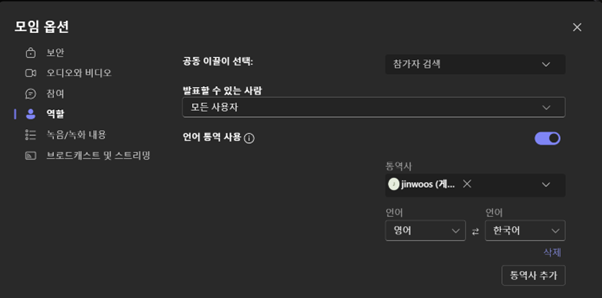 모임 옵션
보안
오디오와 비디오
참여
역할
녹음/녹화 내용
브로드캐스트 및 스트리밍
공동 이끌이 선택:
참가자 검색
발표할 수 있는 사람
모든 사용자
언어 통역 사용
통역사
jinwoos (게...
언어
언어
영어
한국어
삭제
통역사 추가